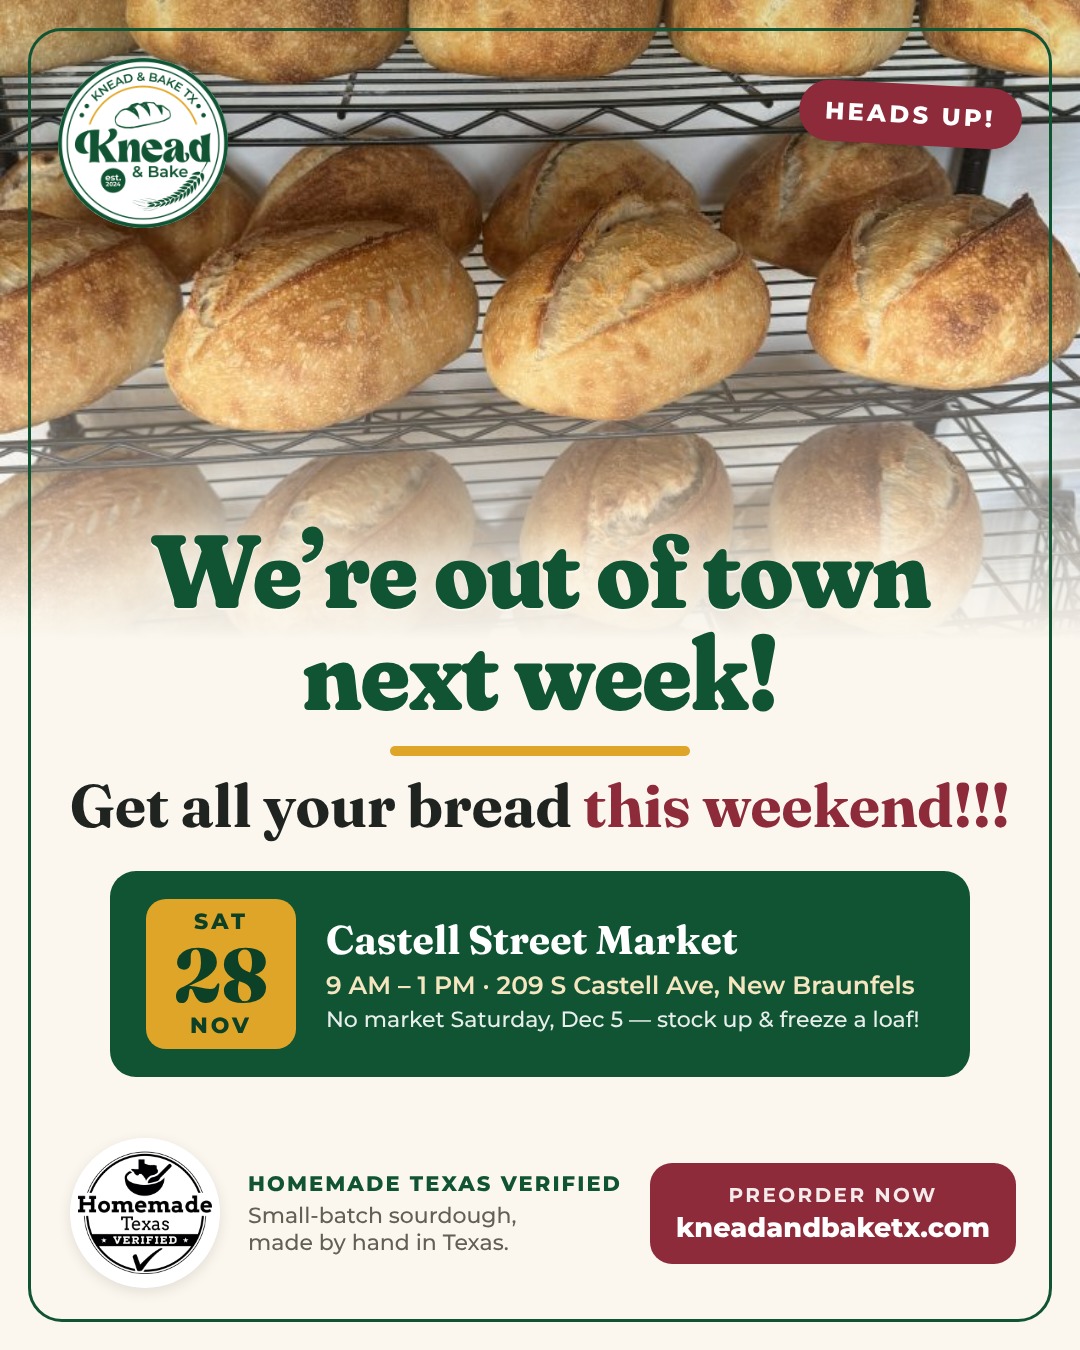 KNEAD & BAKE TX
Knead
& Bake
est.
2024
HEADS UP!
We’re out of town
next week!
Get all your bread this weekend!!!
SAT
28
NOV
Castell Street Market
9 AM – 1 PM · 209 S Castell Ave, New Braunfels
No market Saturday, Dec 5 — stock up & freeze a loaf!
Homemade
Texas
★ VERIFIED ★
HOMEMADE TEXAS VERIFIED
Small-batch sourdough,
made by hand in Texas.
PREORDER NOW
kneadandbaketx.com